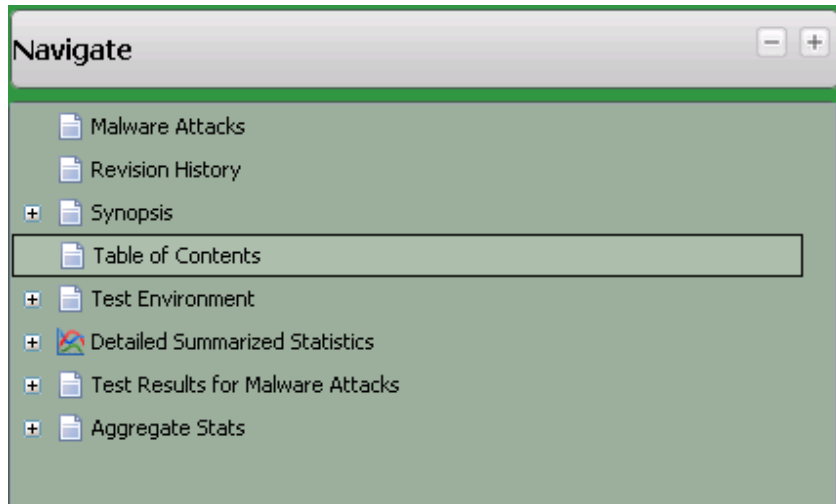 Navigate
Malware Attacks
Revision History
Synopsis
Table of Contents
Test Environment
Detailed Summarized Statistics
Test Results for Malware Attacks
Aggregate Stats